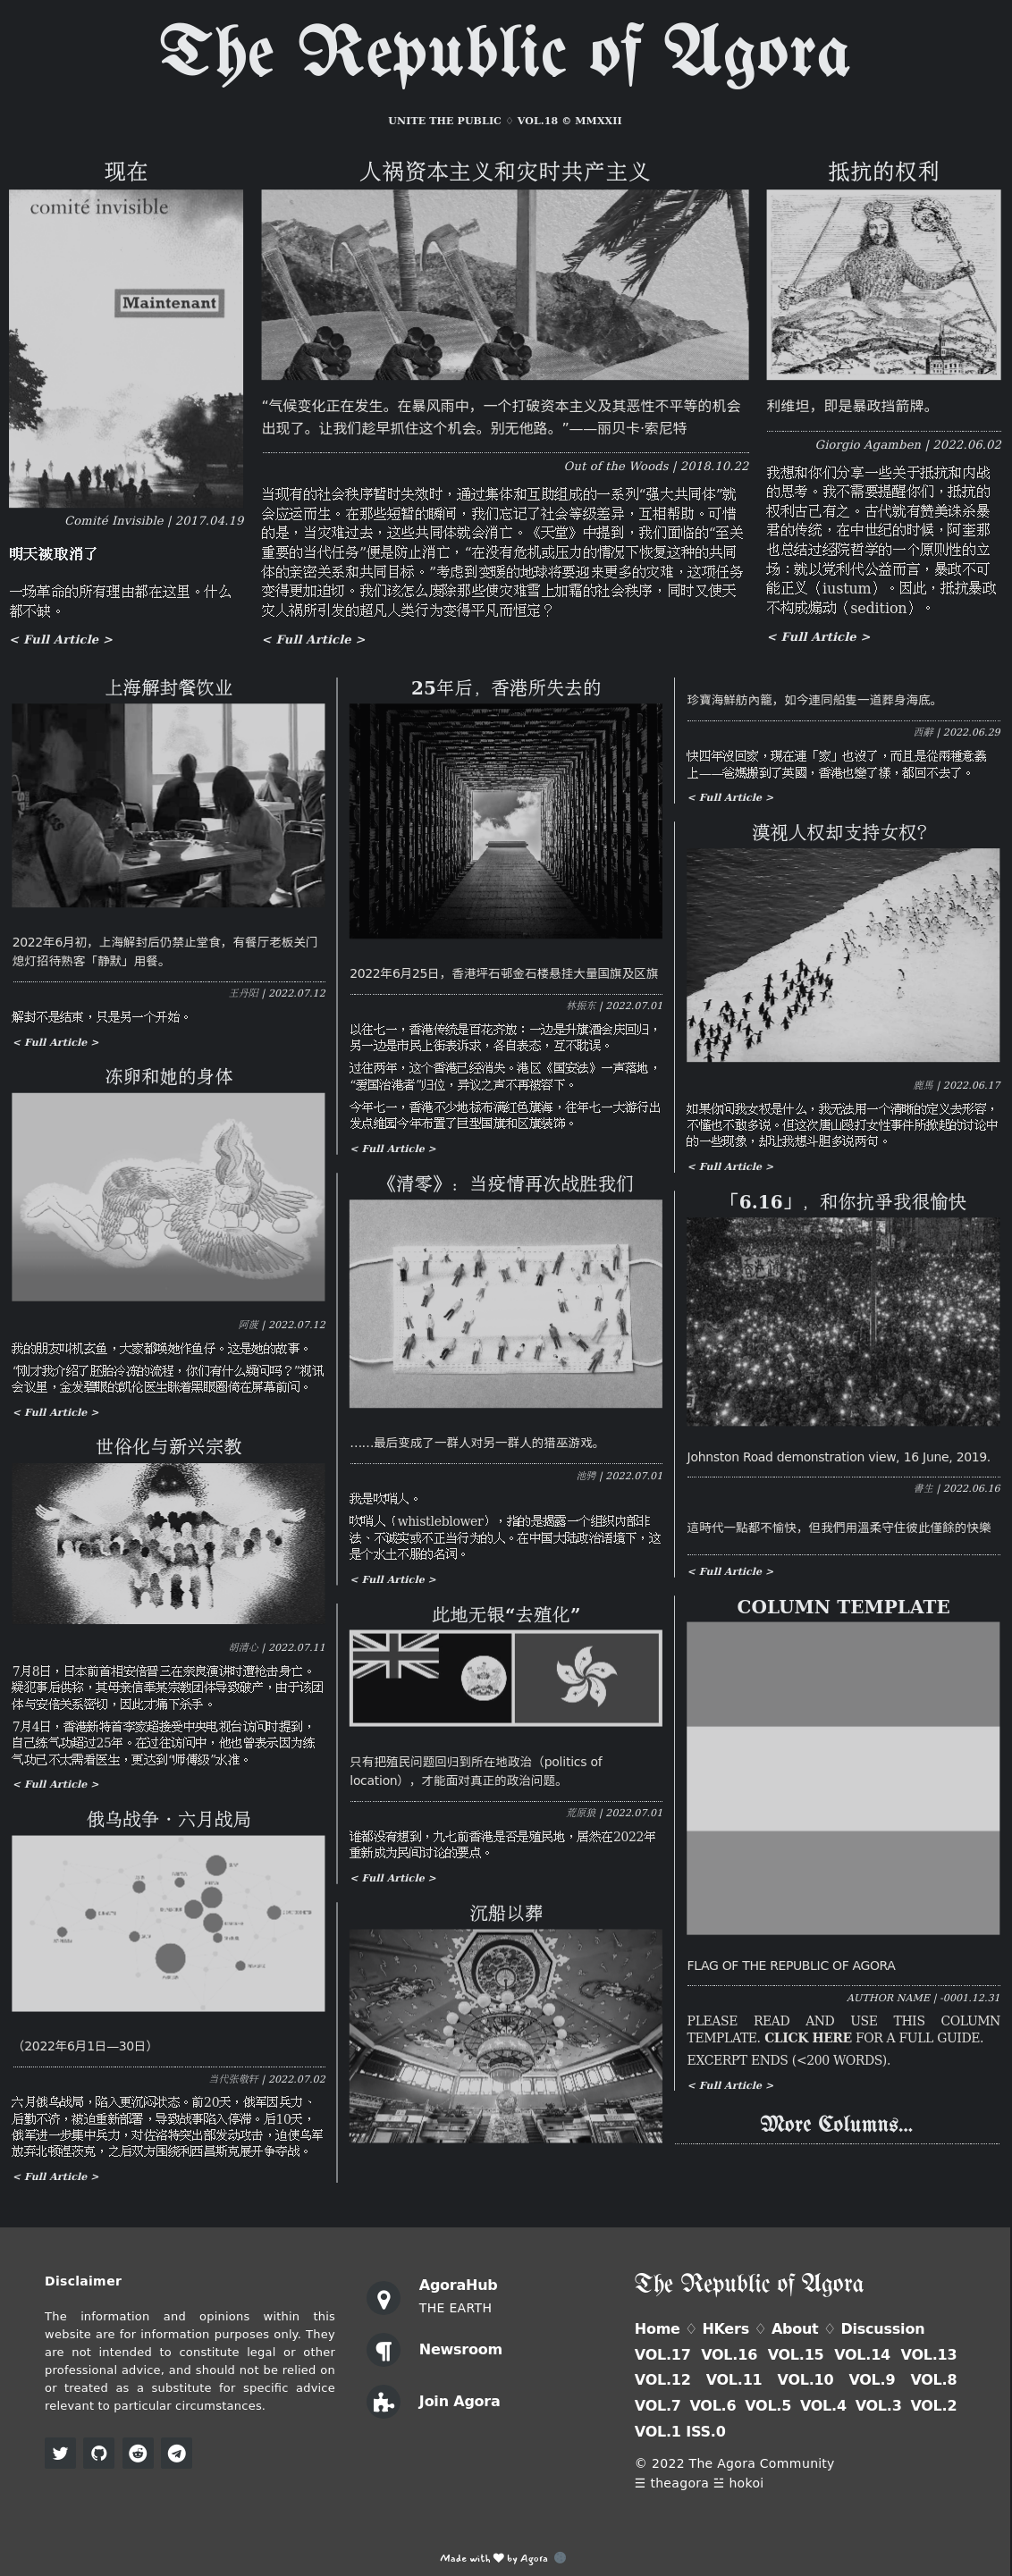 The Republic of Agora
UNITE THE PUBLIC ♢ VOL.18 © MMXXII
现在
comité invisible
Maintenant
Comité Invisible | 2017.04.19
明天被取消了
一场革命的所有理由都在这里。什么
都不缺。
< Full Article >
人祸资本主义和灾时共产主义
“气候变化正在发生。在暴风雨中，一个打破资本主义及其恶性不平等的机会
出现了。让我们趁早抓住这个机会。别无他路。”——丽贝卡·索尼特
Out of the Woods | 2018.10.22
当现有的社会秩序暂时失效时，通过集体和互助组成的一系列“强大共同体”就
会应运而生。在那些短暂的瞬间，我们忘记了社会等级差异，互相帮助。可惜
的是，当灾难过去，这些共同体就会消亡。《天堂》中提到，我们面临的“至关
重要的当代任务”便是防止消亡，“在没有危机或压力的情况下恢复这种的共同
体的亲密关系和共同目标。”考虑到变暖的地球将要迎来更多的灾难，这项任务
变得更加迫切。我们该怎么废除那些使灾难雪上加霜的社会秩序，同时又使天
灾人祸所引发的超凡人类行为变得平凡而恒定？
< Full Article >
抵抗的权利
利维坦，即是暴政挡箭牌。
Giorgio Agamben | 2022.06.02
我想和你们分享一些关于抵抗和内战
的思考。我不需要提醒你们，抵抗的
权利古已有之。古代就有赞美诛杀暴
君的传统，在中世纪的时候，阿奎那
也总结过经院哲学的一个原则性的立
场：就以党利代公益而言，暴政不可
能正义（iustum）。因此，抵抗暴政
不构成煽动（sedition）。
< Full Article >
上海解封餐饮业
2022年6月初，上海解封后仍禁止堂食，有餐厅老板关门
熄灯招待熟客「静默」用餐。
王丹阳 | 2022.07.12
解封不是结束，只是另一个开始。
< Full Article >
冻卵和她的身体
阿薇 | 2022.07.12
我的朋友叫机玄鱼，大家都唤她作鱼仔。这是她的故事。
“刚才我介绍了胚胎冷冻的流程，你们有什么疑问吗？”视讯
会议里，金发碧眼的凯伦医生眯着黑眼圈倚在屏幕前问。
< Full Article >
世俗化与新兴宗教
胡清心 | 2022.07.11
7月8日，日本前首相安倍晋三在奈良演讲时遭枪击身亡。
疑犯事后供称，其母亲信奉某宗教团体导致破产，由于该团
体与安倍关系密切，因此才痛下杀手。
7月4日，香港新特首李家超接受中央电视台访问时提到，
自己练气功超过25年。在过往访问中，他也曾表示因为练
气功已不太需看医生，更达到“师傅级”水准。
< Full Article >
俄乌战争 · 六月战局
（2022年6月1日—30日）
当代张敬轩 | 2022.07.02
六月俄乌战局，陷入更沉闷状态。前20天，俄军因兵力、
后勤不济，被迫重新部署，导致战事陷入停滞。后10天，
俄军进一步集中兵力，对佐洛特突出部发动攻击，迫使乌军
放弃北顿涅茨克，之后双方围绕利西昌斯克展开争夺战。
< Full Article >
25年后，香港所失去的
2022年6月25日，香港坪石邨金石楼悬挂大量国旗及区旗
林振东 | 2022.07.01
以往七一，香港传统是百花齐放：一边是升旗酒会庆回归，
另一边是市民上街表诉求，各自表态，互不耽误。
过往两年，这个香港已经消失。港区《国安法》一声落地，
“爱国治港者”归位，异议之声不再被容下。
今年七一，香港不少地标布满红色旗海，往年七一大游行出
发点维园今年布置了巨型国旗和区旗装饰。
< Full Article >
《清零》：当疫情再次战胜我们
……最后变成了一群人对另一群人的猎巫游戏。
池骋 | 2022.07.01
我是吹哨人。
吹哨人（whistleblower），指的是揭露一个组织内部非
法、不诚实或不正当行为的人。在中国大陆政治语境下，这
是个水土不服的名词。
< Full Article >
此地无银“去殖化”
只有把殖民问题回归到所在地政治（politics of
location），才能面对真正的政治问题。
荒原狼 | 2022.07.01
谁都没有想到，九七前香港是否是殖民地，居然在2022年
重新成为民间讨论的要点。
< Full Article >
沉船以葬
珍寶海鮮舫內籠，如今連同船隻一道葬身海底。
西辭 | 2022.06.29
快四年沒回家，現在連「家」也沒了，而且是從兩種意義
上——爸媽搬到了英國，香港也變了樣，都回不去了。
< Full Article >
漠视人权却支持女权？
鹿馬 | 2022.06.17
如果你问我女权是什么，我无法用一个清晰的定义去形容，
不懂也不敢多说。但这次唐山殴打女性事件所掀起的讨论中
的一些现象，却让我想斗胆多说两句。
< Full Article >
「6.16」，和你抗爭我很愉快
Johnston Road demonstration view, 16 June, 2019.
書生 | 2022.06.16
這時代一點都不愉快，但我們用溫柔守住彼此僅餘的快樂
< Full Article >
COLUMN TEMPLATE
FLAG OF THE REPUBLIC OF AGORA
AUTHOR NAME | -0001.12.31
PLEASE READ AND USE THIS COLUMN
TEMPLATE. CLICK HERE FOR A FULL GUIDE.
EXCERPT ENDS (<200 WORDS).
< Full Article >
More Columns...
Disclaimer
The information and opinions within this
website are for information purposes only. They
are not intended to constitute legal or other
professional advice, and should not be relied on
or treated as a substitute for specific advice
relevant to particular circumstances.
AgoraHub
THE EARTH
Newsroom
Join Agora
The Republic of Agora
Home ♢ HKers ♢ About ♢ Discussion
VOL.17 VOL.16 VOL.15 VOL.14 VOL.13
VOL.12 VOL.11 VOL.10 VOL.9 VOL.8
VOL.7 VOL.6 VOL.5 VOL.4 VOL.3 VOL.2
VOL.1 ISS.0
© 2022 The Agora Community
☰ theagora ☱ hokoi
Made with ♥ by Agora